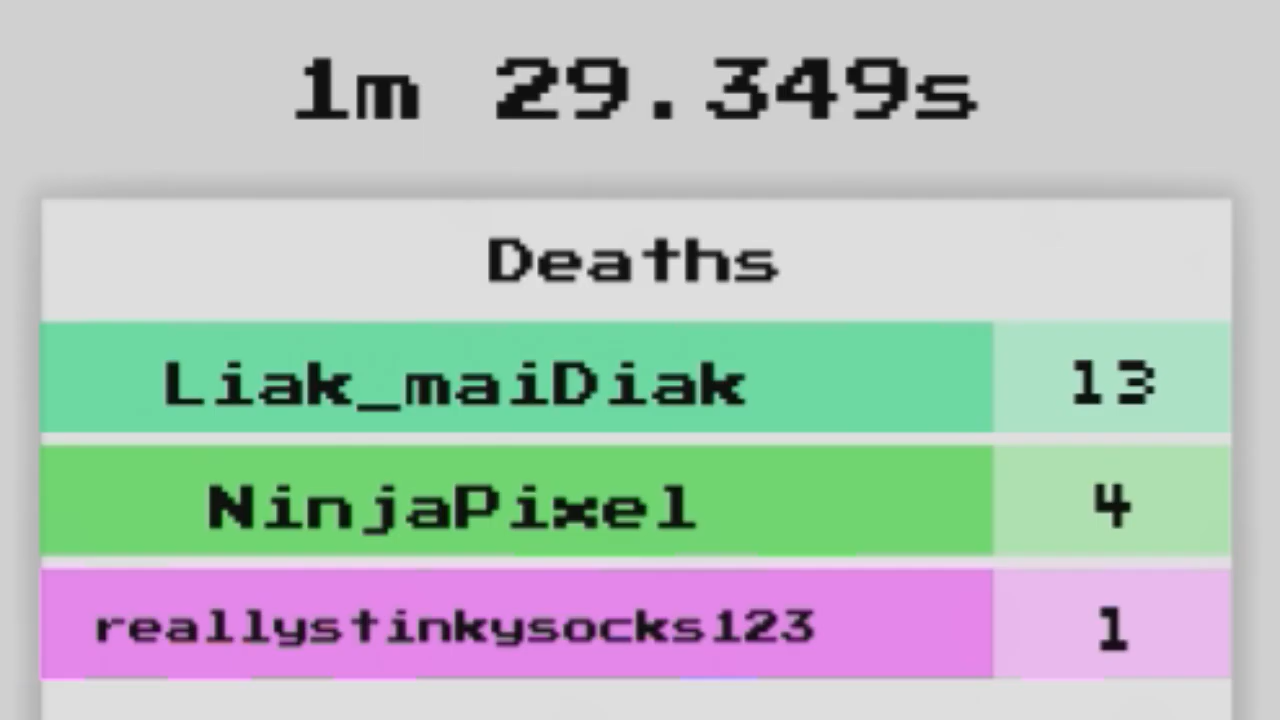 1m 29.349s
Deaths
Liak_maiDiak 13
NinjaPixel 4
reallystinkysocks123 1